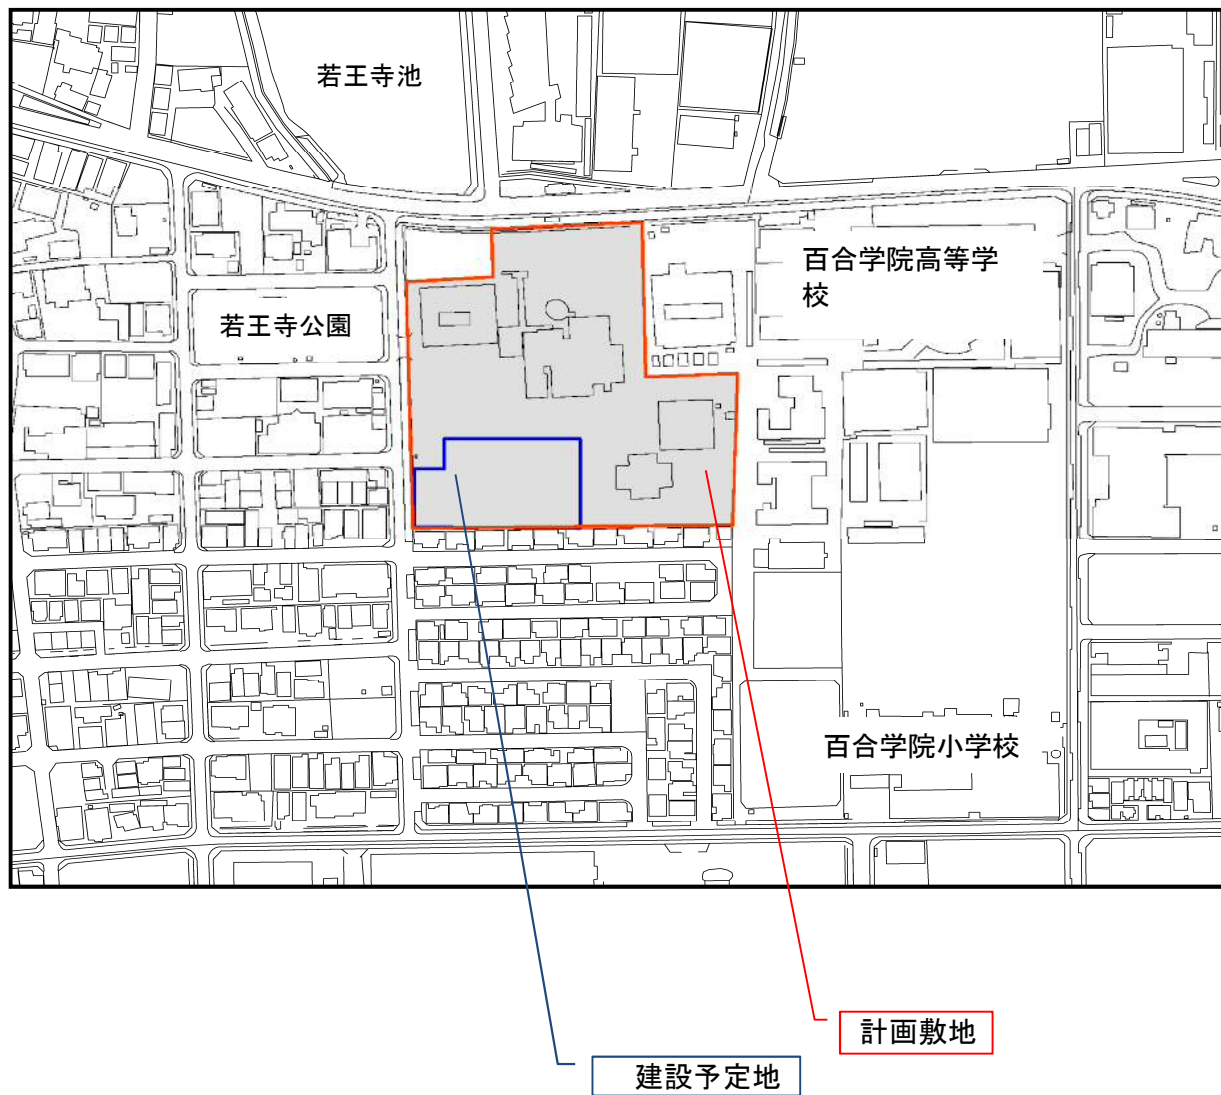 若王寺池
百合学院高等学
校
若王寺公園
百合学院小学校
計画敷地
建設予定地